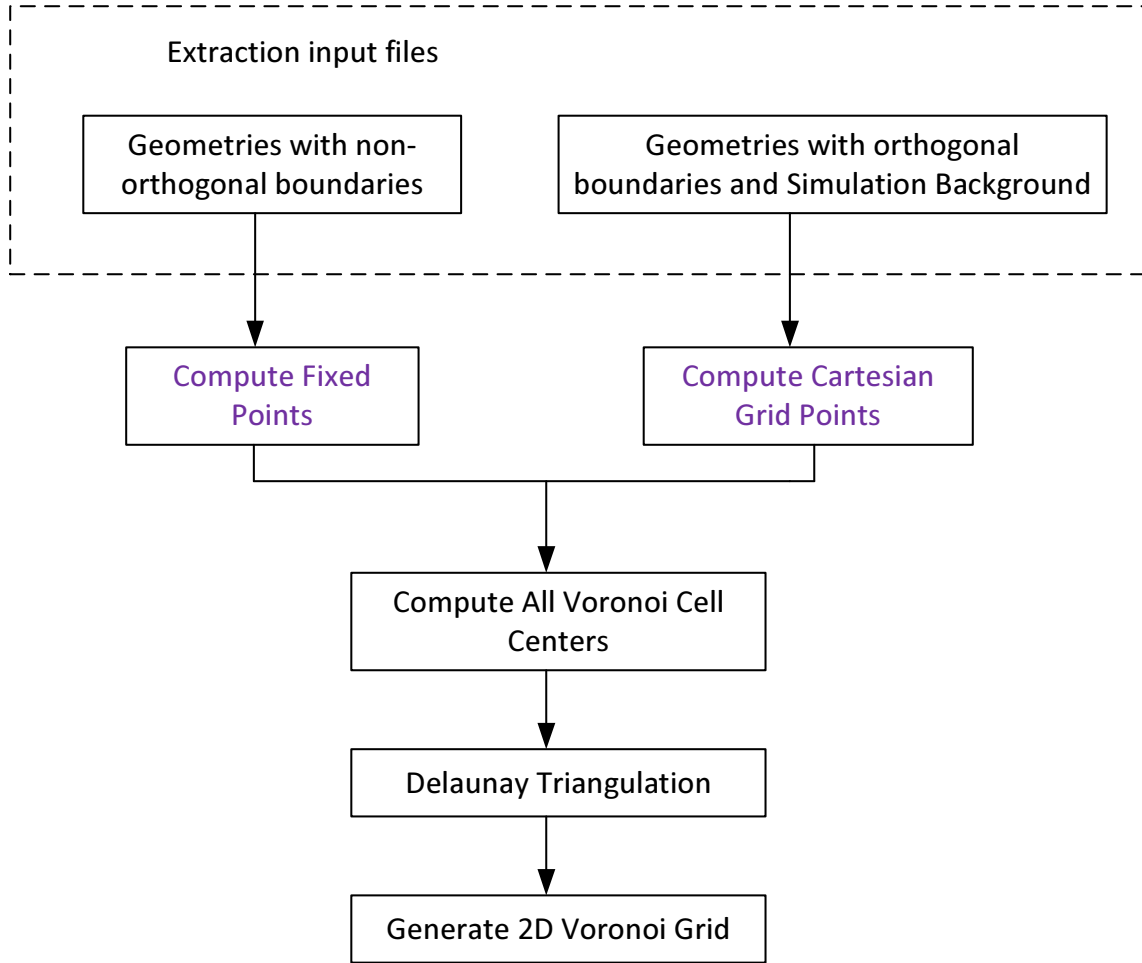 Extraction input files
Geometries with non-
orthogonal boundaries
Geometries with orthogonal
boundaries and Simulation Background
Compute Fixed
Points
Compute Cartesian
Grid Points
Compute All Voronoi Cell
Centers
Delaunay Triangulation
Generate 2D Voronoi Grid